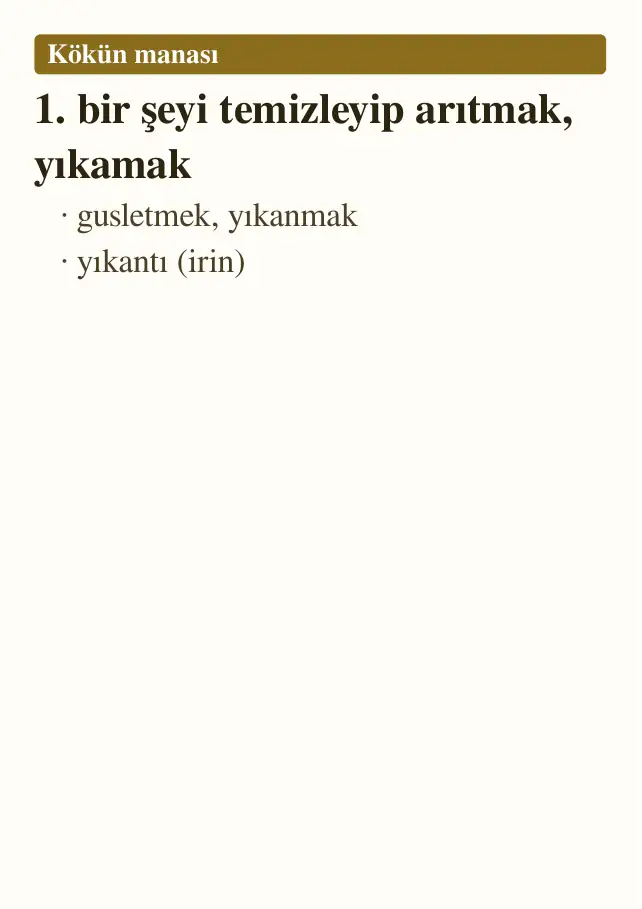 Kökün manası
1. bir şeyi temizleyip arıtmak,
yıkamak
· gusletmek, yıkanmak
· yıkantı (irin)